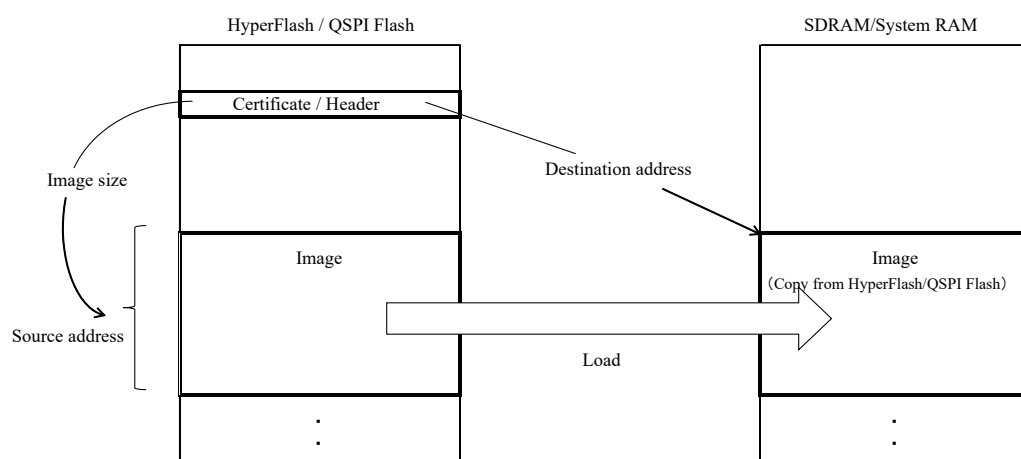 HyperFlash / QSPI Flash
SDRAM/System RAM
Certificate / Header
Destination address
Image size
Image
Image
（Copy from HyperFlash/QSPI Flash）
Source address
Load
:
: